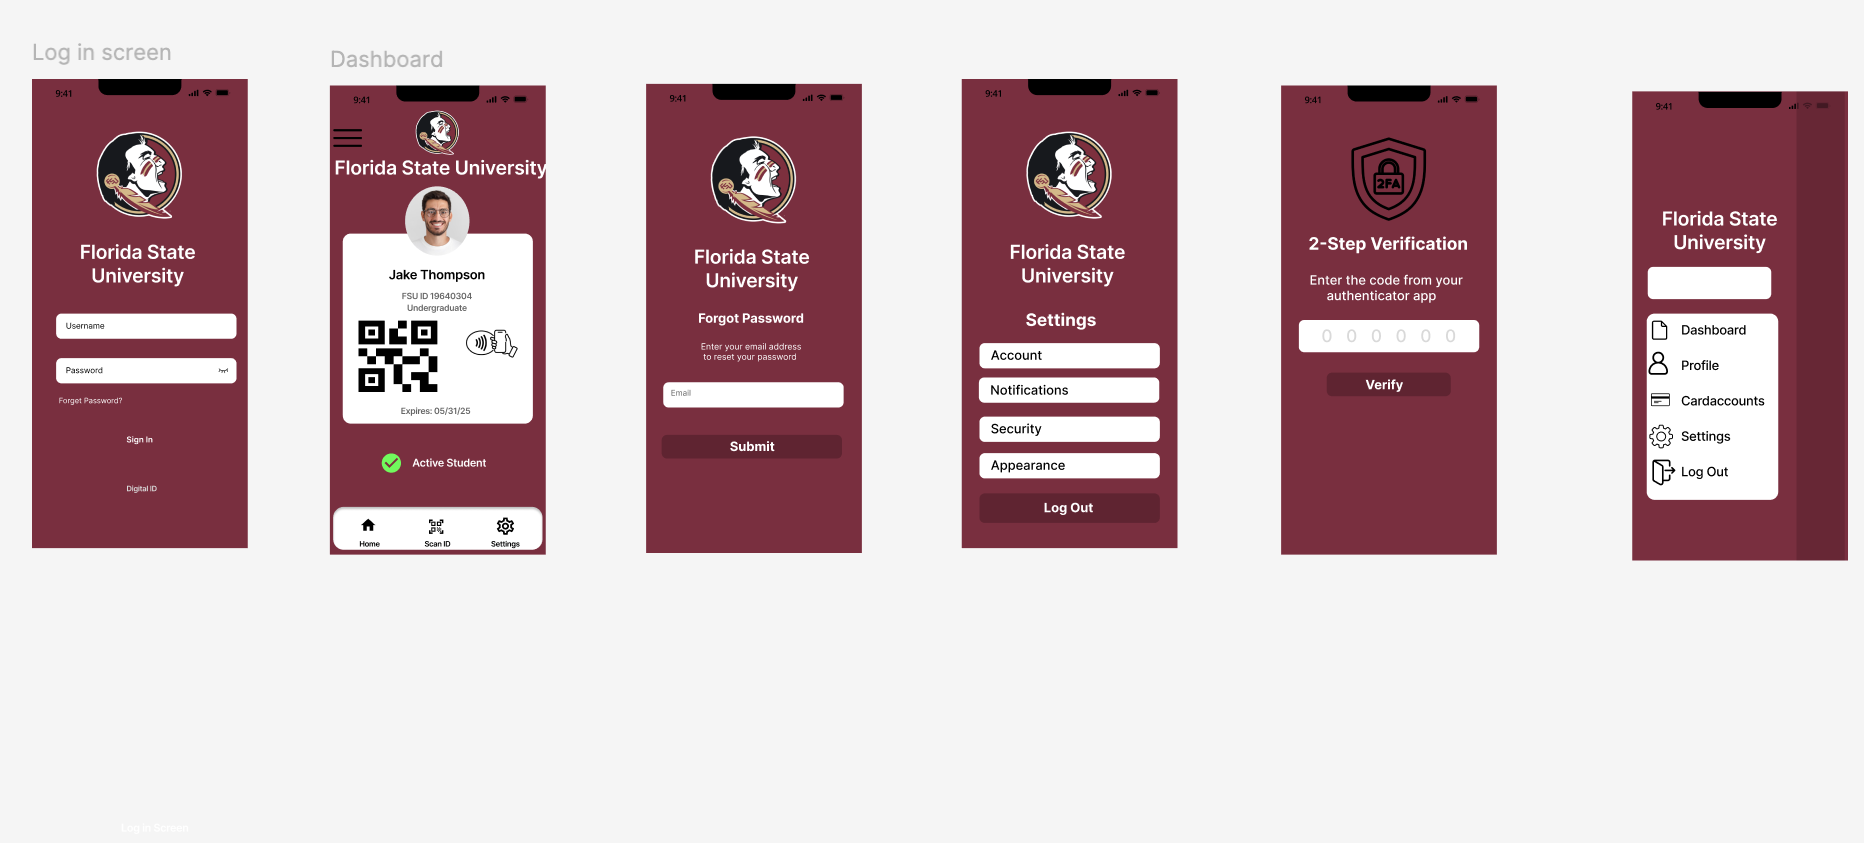 Log in screen
9:41
Florida State
University
Username
Password
Forget Password?
Sign In
Digital ID
Dashboard
9:41
Florida State University
Jake Thompson
FSU ID 19640304
Undergraduate
Expires: 05/31/25
Active Student
Home
Scan ID
Settings
9:41
Florida State
University
Forgot Password
Enter your email address
to reset your password
Email
Submit
9:41
Florida State
University
Settings
Account
Notifications
Security
Appearance
Log Out
9:41
2FA
2-Step Verification
Enter the code from your
authenticator app
0 0 0 0 0 0
Verify
9:41
Florida State
University
Dashboard
Profile
Cardaccounts
Settings
Log Out
Log In Screen